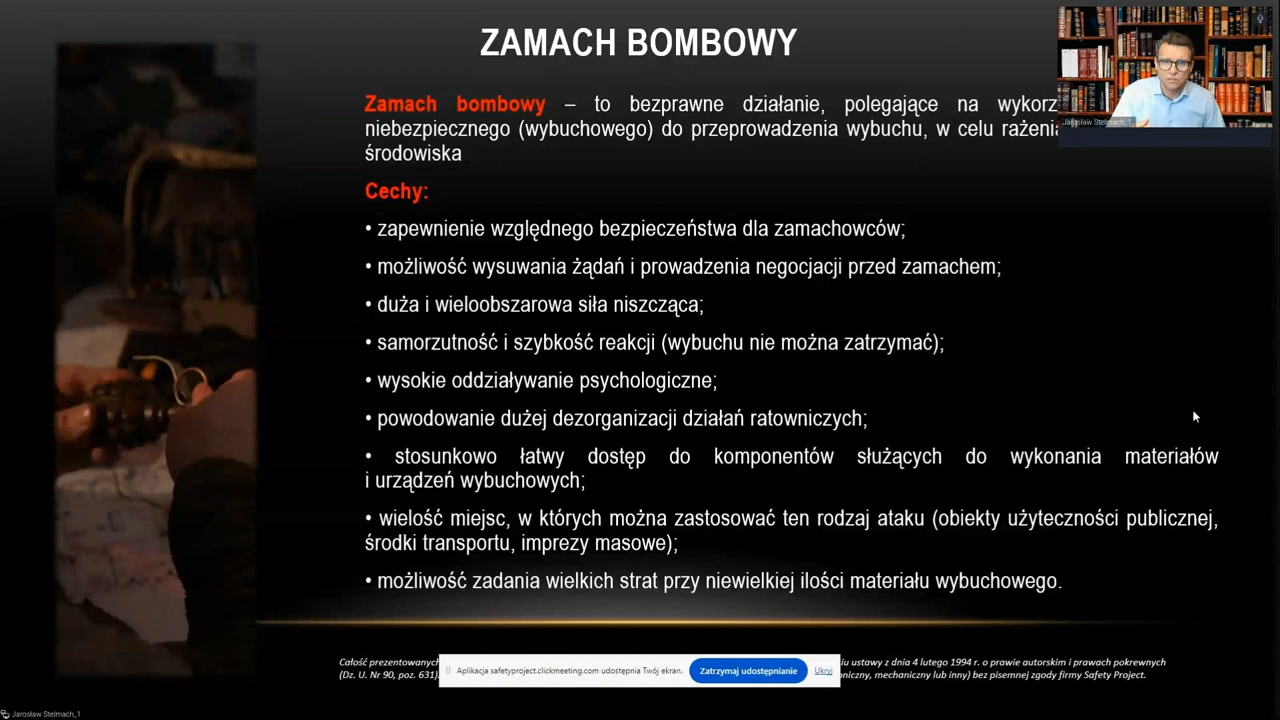 ZAMACH BOMBOWY
Zamach bombowy – to bezprawne działanie, polegające na
niebezpiecznego (wybuchowego) do przeprowadzenia wybuchu, w celu
środowiska
Cechy:
• zapewnienie względnego bezpieczeństwa dla zamachowców;
• możliwość wysuwania żądań i prowadzenia negocjacji przed zamachem;
• duża i wieloobszarowa siła niszcząca;
• samorzutność i szybkość reakcji (wybuchu nie można zatrzymać);
• wysokie oddziaływanie psychologiczne;
• powodowanie dużej dezorganizacji działań ratowniczych;
• stosunkowo łatwy dostęp do komponentów służących do wykonania materiałów
i urządzeń wybuchowych;
• wielość miejsc, w których można zastosować ten rodzaj ataku (obiekty użyteczności publicznej,
środki transportu, imprezy masowe);
• możliwość zadania wielkich strat przy niewielkiej ilości materiału wybuchowego.
Jarosław Stelmach_1
Całość prezentowanych ustawy z dnia 4 lutego 1994 r. o prawie autorskim i prawach pokrewnych
(Dz. U. Nr 90, poz. 631). mechaniczny lub inny) bez pisemnej zgody firmy Safety Project.
Aplikacja safetyproject.clickmeeting.com udostępnia Twój ekran.
Zatrzymaj udostępnianie
Ukryj
Jarosław Stelmach_1